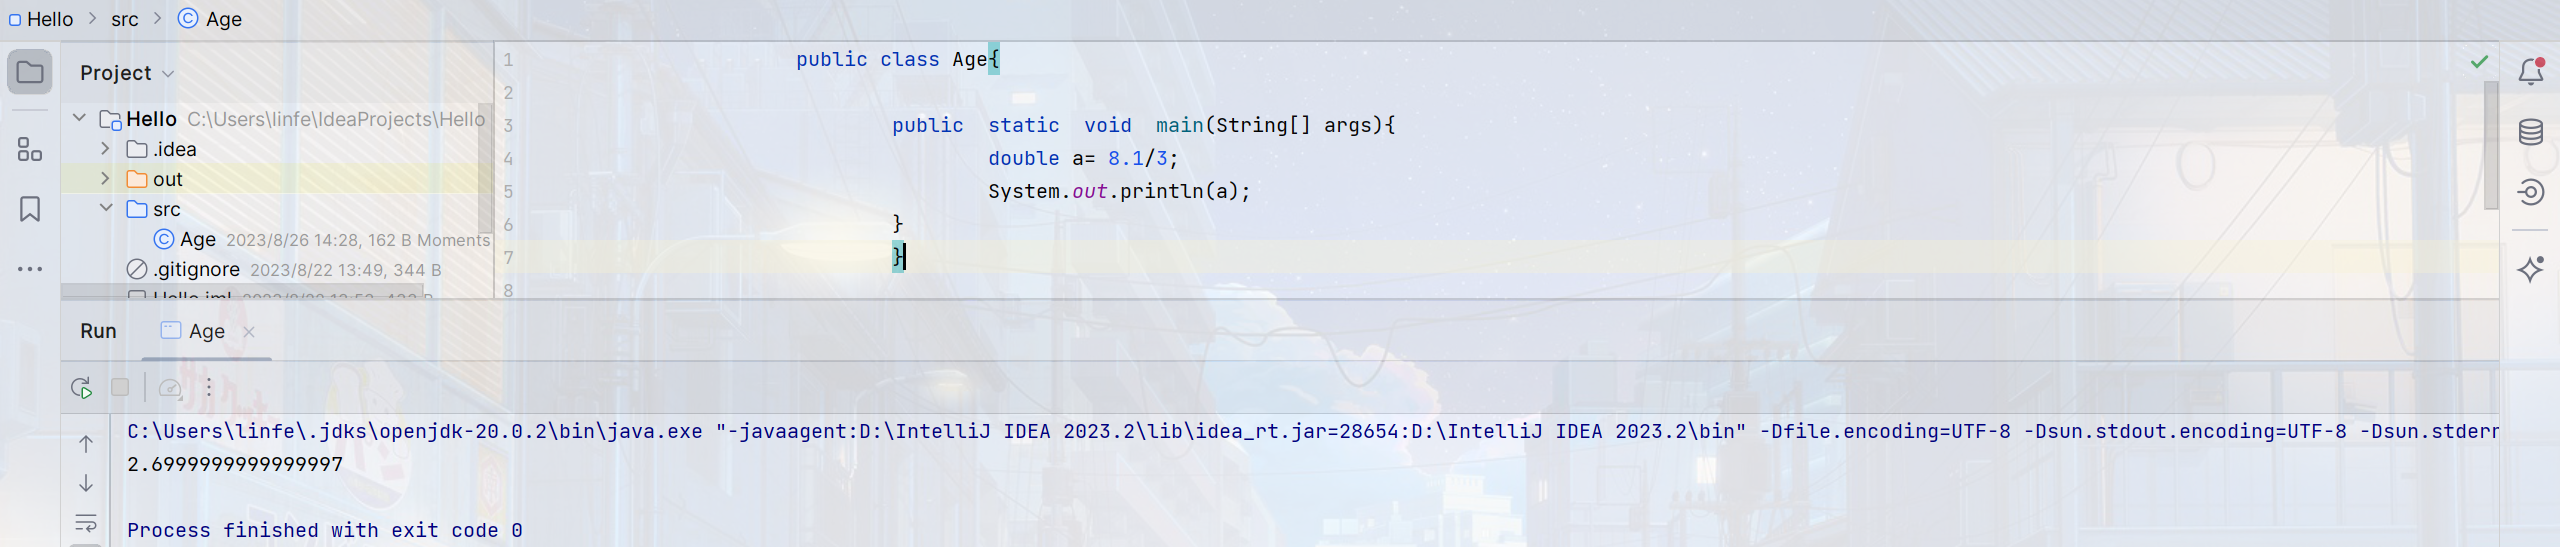 Hello > src > Age
Project
Hello C:\Users\linfe\IdeaProjects\Hello
.idea
out
src
Age 2023/8/26 14:28, 162 B Moments
.gitignore 2023/8/22 13:49, 344 B
1 public class Age{
2
3 public static void main(String[] args){
4 double a= 8.1/3;
5 System.out.println(a);
6 }
7 }
8
Run Age
C:\Users\linfe\.jdks\openjdk-20.0.2\bin\java.exe "-javaagent:D:\IntelliJ IDEA 2023.2\lib\idea_rt.jar=28654:D:\IntelliJ IDEA 2023.2\bin" -Dfile.encoding=UTF-8 -Dsun.stdout.encoding=UTF-8 -Dsun.stderr
2.6999999999999997
Process finished with exit code 0